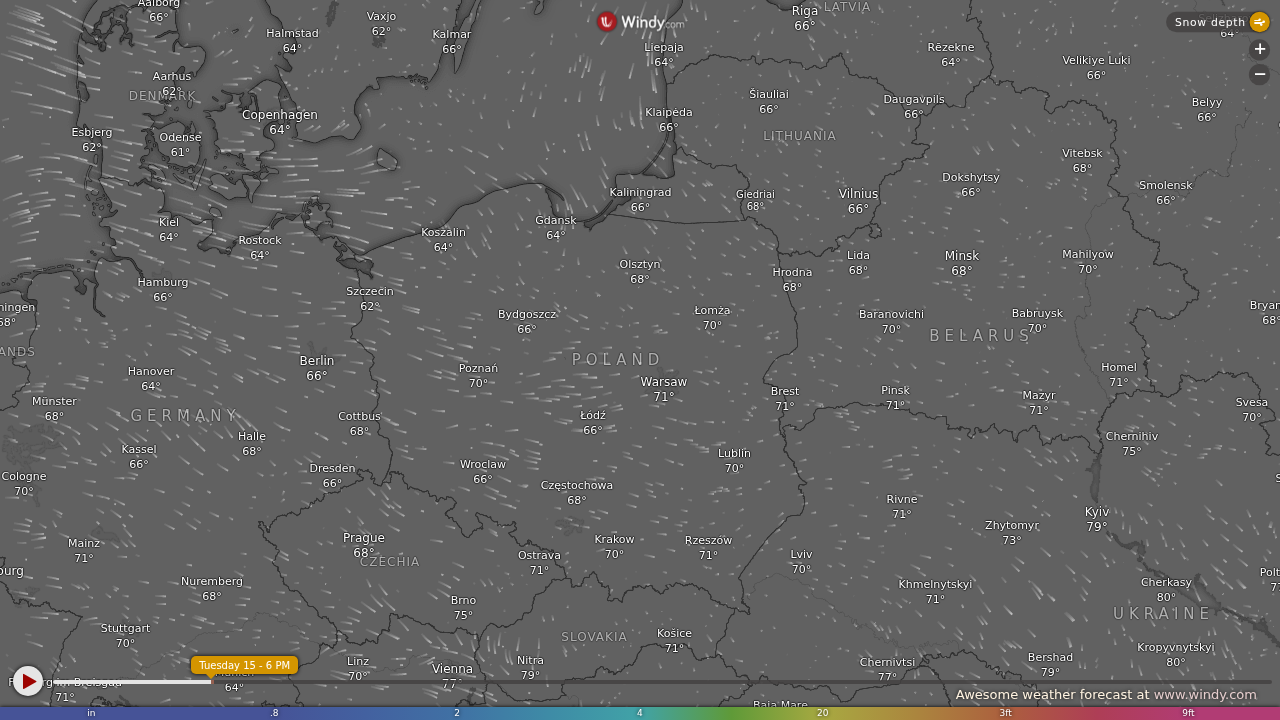 Aalborg
66°
Vaxjo
62°
Halmstad
64°
Kalmar
66°
Windy.com
Riga
66°
LATVIA
Snow depth
64°
Liepaja
64°
Rēzekne
64°
Velikiye Luki
66°
+
−
Aarhus
62°
DENMARK
Copenhagen
64°
Šiauliai
66°
Daugavpils
66°
Belyy
66°
Klaipėda
66°
LITHUANIA
Esbjerg
62°
Odense
61°
Vitebsk
68°
Dokshytsy
66°
Smolensk
66°
Kaliningrad
66°
Giedriai
68°
Vilnius
66°
Kiel
64°
Gdansk
64°
Koszalin
64°
Rostock
64°
Olsztyn
68°
Hrodna
68°
Lida
68°
Minsk
68°
Mahilyow
70°
Hamburg
66°
Szczecin
62°
Bydgoszcz
66°
Łomża
70°
Baranovichi
70°
Babruysk
70°
BELARUS
POLAND
Berlin
66°
Hanover
64°
Poznań
70°
Warsaw
71°
Homel
71°
Brest
71°
Pinsk
71°
Mazyr
71°
Münster
68°
GERMANY
Cottbus
68°
Łódź
66°
Svesa
70°
Halle
68°
Kassel
66°
Chernihiv
75°
Lublin
70°
Wroclaw
66°
Dresden
66°
Cologne
70°
Częstochowa
68°
Rivne
71°
Kyiv
79°
Zhytomyr
73°
Prague
68°
CZECHIA
Mainz
71°
Krakow
70°
Rzeszów
71°
Ostrava
71°
Lviv
70°
Nuremberg
68°
Khmelnytskyi
71°
Cherkasy
80°
UKRAINE
Brno
75°
Stuttgart
70°
SLOVAKIA
Košice
71°
Kropyvnytskyi
80°
Tuesday 15 - 6 PM
Linz
70°
Vienna
77°
Nitra
79°
Chernivtsi
77°
Bershad
79°
Munich
64°
71°
Baia Mare
Awesome weather forecast at www.windy.com
in
.8
2
4
20
3ft
9ft